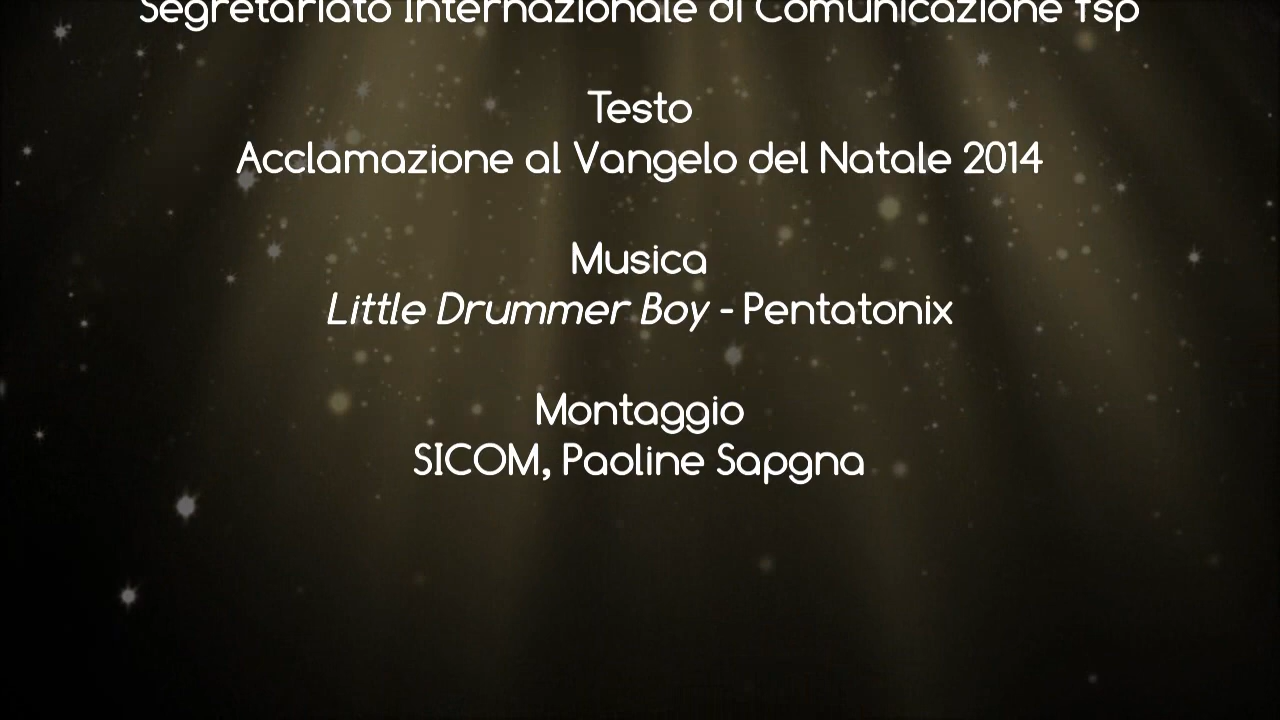 Segretariato Internazionale di Comunicazione fsp
Testo
Acclamazione al Vangelo del Natale 2014
Musica
Little Drummer Boy - Pentatonix
Montaggio
SICOM, Paoline Sapgna